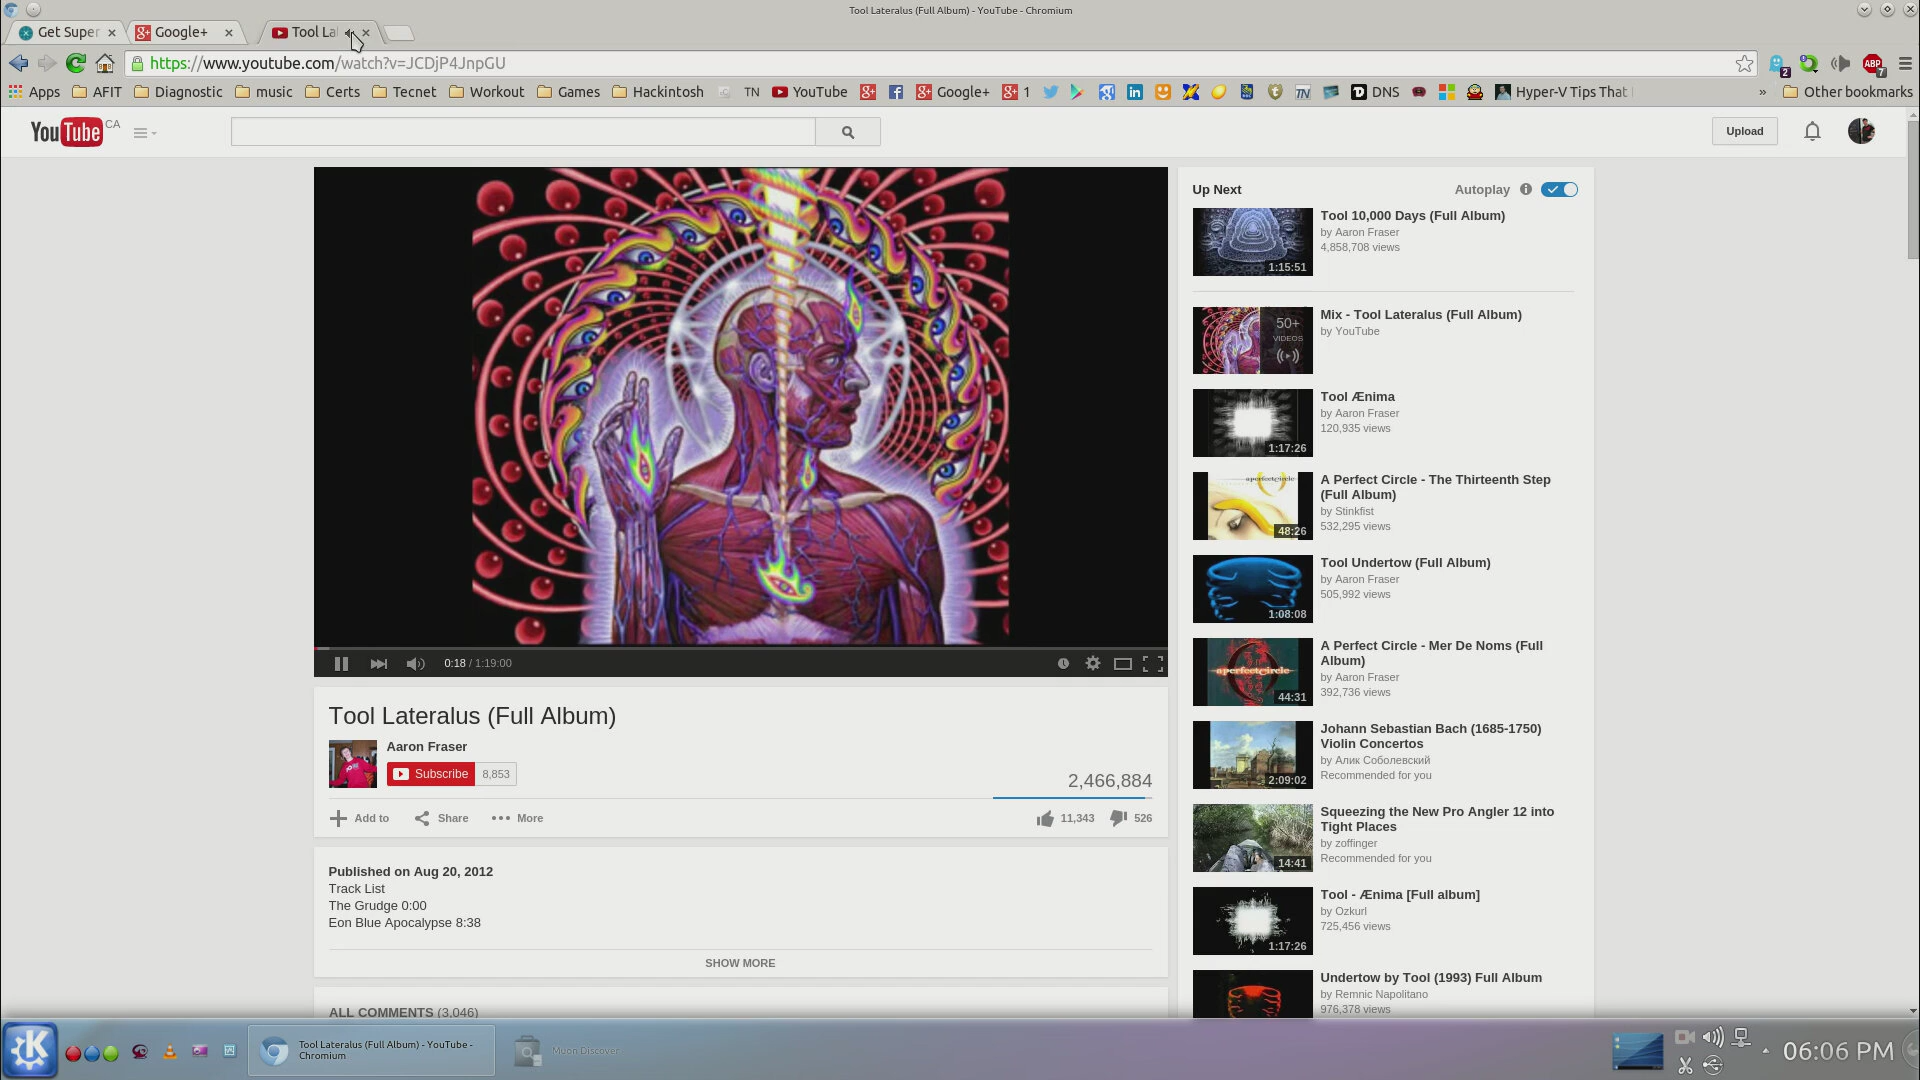 Tool Lateralus (Full Album) - YouTube - Chromium
Get Super
Google+
Tool La
https://www.youtube.com/watch?v=JCDjP4JnpGU
2
ABP
7
Apps
AFIT
Diagnostic
music
Certs
Tecnet
Workout
Games
Hackintosh
TN
YouTube
Google+
1
DNS
Hyper-V Tips That
»
Other bookmarks
YouTube CA
Upload
Up Next
Autoplay
Tool 10,000 Days (Full Album)
by Aaron Fraser
4,858,708 views
1:15:51
Mix - Tool Lateralus (Full Album)
by YouTube
50+
VIDEOS
Tool Ænima
by Aaron Fraser
120,935 views
1:17:26
A Perfect Circle - The Thirteenth Step
(Full Album)
by Stinkfist
532,295 views
48:26
Tool Undertow (Full Album)
by Aaron Fraser
505,992 views
1:08:08
A Perfect Circle - Mer De Noms (Full
Album)
by Aaron Fraser
392,736 views
44:31
Johann Sebastian Bach (1685-1750)
Violin Concertos
by Алик Соболевский
Recommended for you
2:09:02
Squeezing the New Pro Angler 12 into
Tight Places
by zoffinger
Recommended for you
14:41
Tool - Ænima [Full album]
by Ozkurl
725,456 views
1:17:26
Undertow by Tool (1993) Full Album
by Remnic Napolitano
976,378 views
0:18 / 1:19:00
Tool Lateralus (Full Album)
Aaron Fraser
Subscribe 8,853
2,466,884
Add to
Share
More
11,343
526
Published on Aug 20, 2012
Track List
The Grudge 0:00
Eon Blue Apocalypse 8:38
SHOW MORE
ALL COMMENTS (3,046)
Tool Lateralus (Full Album) - YouTube -
Chromium
Muon Discover
06:06 PM